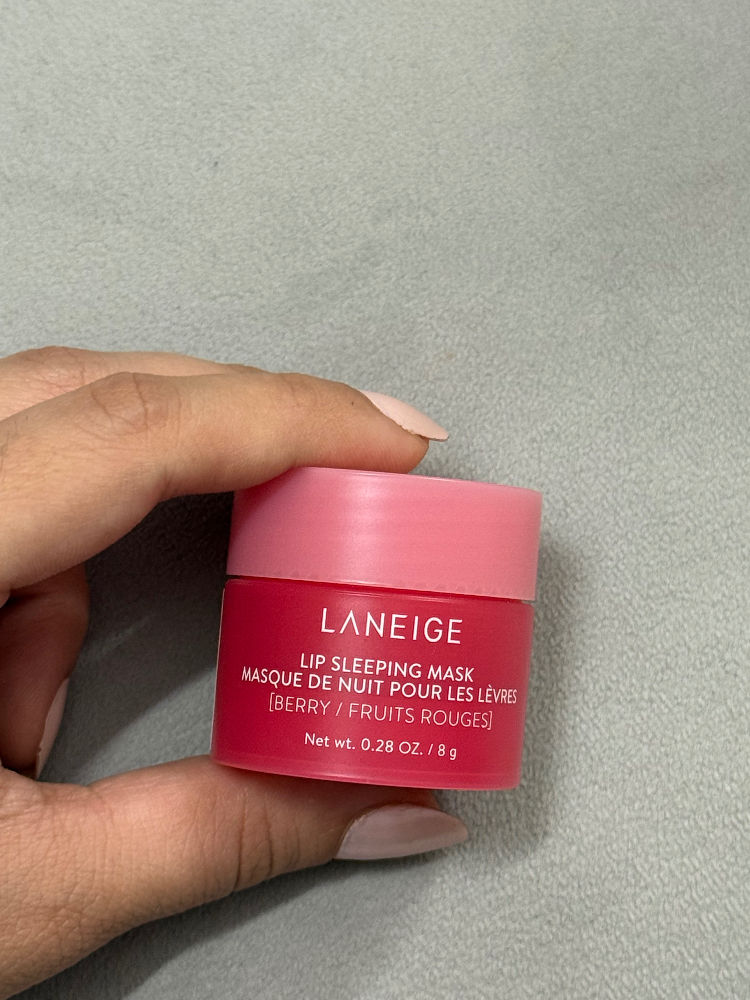 LANEIGE
LIP SLEEPING MASK
MASQUE DE NUIT POUR LES LÈVRES
[BERRY / FRUITS ROUGES]
Net wt. 0.28 OZ. / 8 g